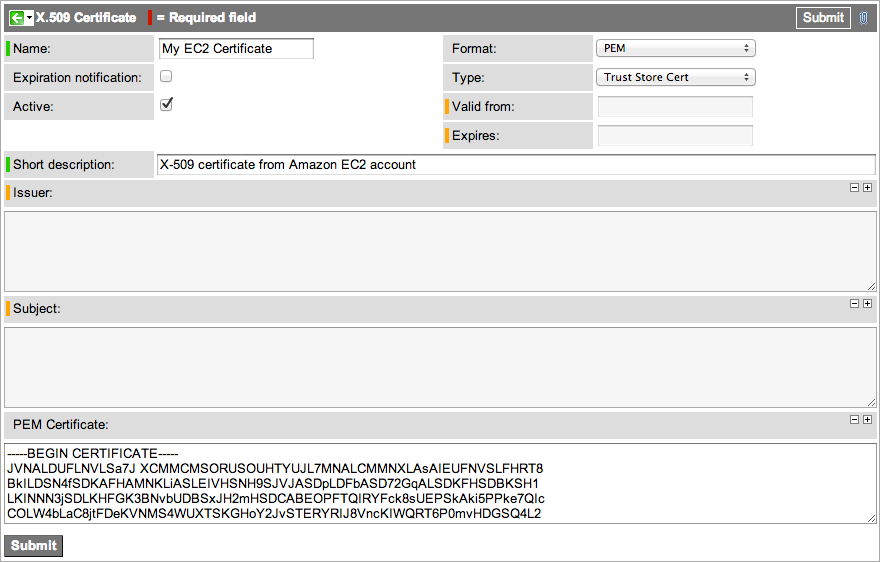 X.509 Certificate = Required field Submit
Name: My EC2 Certificate Format: PEM
Expiration notification: Type: Trust Store Cert
Active: Valid from:
Expires:
Short description: X-509 certificate from Amazon EC2 account
Issuer:
Subject:
PEM Certificate:
-----BEGIN CERTIFICATE-----
JVNALDUFLNVLSa7J XCMMCMSORUSOUHTYUJL7MNALCMMNXLAsAIEUFNVSLFHRT8
BkILDSN4fSDKAFHAMNKLiASLEIVHSNH9SJVJASDpLDFbASD72GqALSDKFHSDBKSH1
LKINNN3jSDLKHFGK3BNvbUDBSxJH2mHSDCABEOPFTQIRYFck8sUEPSkAki5PPke7QIc
COLW4bLaC8jtFDeKVNMS4WUXTSKGHoY2JvSTERYRIJ8VncKIWQRT6P0mvHDGSQ4L2
Submit